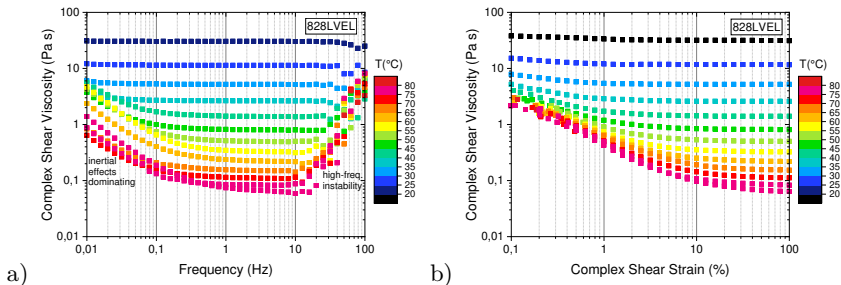 a)
Complex Shear Viscosity (Pa s)
100
10
1
0,1
0,01
828LVEL
inertial
effects
dominating
high-freq.
instability
0,01 0,1 1 10 100
Frequency (Hz)
T(°C)
80
75
70
65
60
55
50
45
40
35
30
25
20
b)
Complex Shear Viscosity (Pa s)
100
10
1
0,1
0,01
828LVEL
0,1 1 10 100
Complex Shear Strain (%)
T(°C)
80
75
70
65
60
55
50
45
40
35
30
25
20